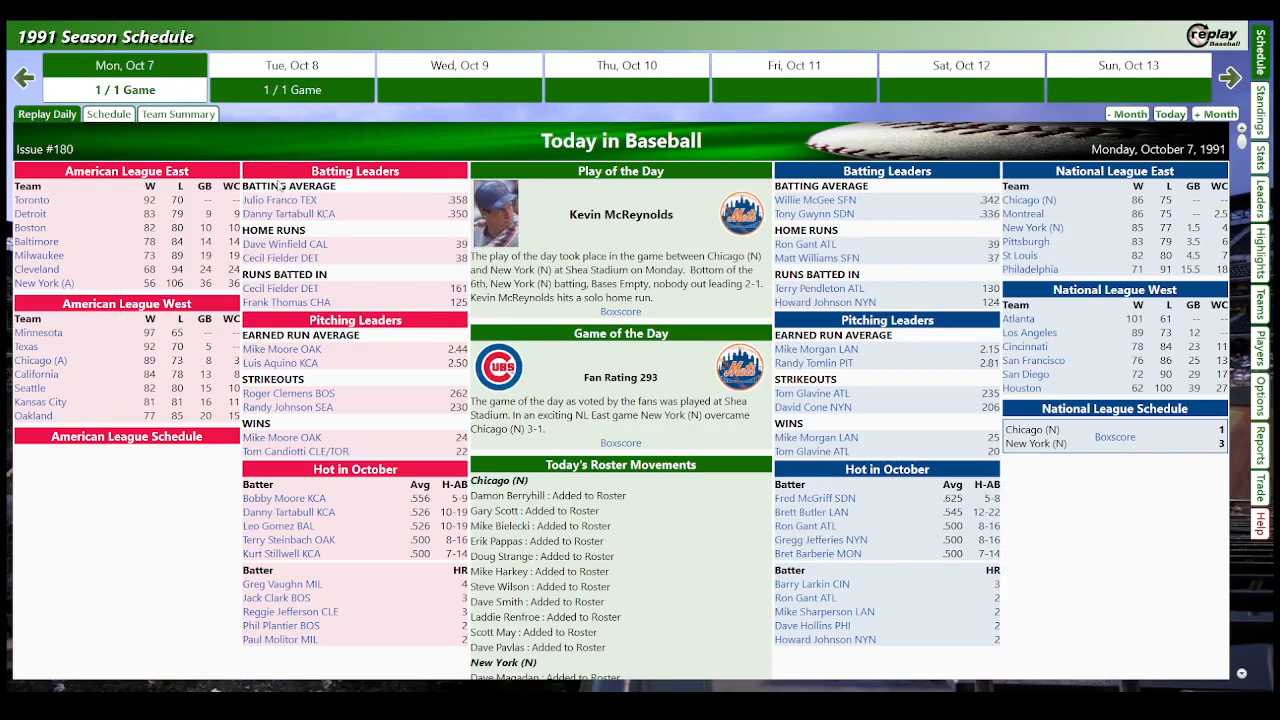 1991 Season Schedule
replay Baseball
Mon, Oct 7
Tue, Oct 8
Wed, Oct 9
Thu, Oct 10
Fri, Oct 11
Sat, Oct 12
Sun, Oct 13
1 / 1 Game
1 / 1 Game
Replay Daily
Schedule
Team Summary
- Month
Today
+ Month
Today in Baseball
Issue #180
Monday, October 7, 1991
American League East
Team W L GB WC
Toronto 92 70 -- --
Detroit 83 79 9 9
Boston 82 80 10 10
Baltimore 78 84 14 14
Milwaukee 73 89 19 19
Cleveland 68 94 24 24
New York (A) 56 106 36 36
American League West
Team W L GB WC
Minnesota 97 65 -- --
Texas 92 70 5 --
Chicago (A) 89 73 8 3
California 84 78 13 8
Seattle 82 80 15 10
Kansas City 81 81 16 11
Oakland 77 85 20 15
American League Schedule
Batting Leaders
BATTING AVERAGE
Julio Franco TEX .358
Danny Tartabull KCA .350
HOME RUNS
Dave Winfield CAL 39
Cecil Fielder DET 38
RUNS BATTED IN
Cecil Fielder DET 161
Frank Thomas CHA 125
Pitching Leaders
EARNED RUN AVERAGE
Mike Moore OAK 2.44
Luis Aquino KCA 2.50
STRIKEOUTS
Roger Clemens BOS 262
Randy Johnson SEA 230
WINS
Mike Moore OAK 24
Tom Candiotti CLE/TOR 22
Hot in October
Batter Avg H-AB
Bobby Moore KCA .556 5-9
Danny Tartabull KCA .526 10-19
Leo Gomez BAL .526 10-19
Terry Steinbach OAK .500 8-16
Kurt Stillwell KCA .500 7-14
Batter HR
Greg Vaughn MIL 4
Jack Clark BOS 3
Reggie Jefferson CLE 3
Phil Plantier BOS 2
Paul Molitor MIL 2
Play of the Day
Kevin McReynolds
Mets
The play of the day took place in the game between Chicago (N)
and New York (N) at Shea Stadium on Monday. Bottom of the
6th, New York (N) batting, Bases Empty, nobody out leading 2-1.
Kevin McReynolds hits a solo home run.
Boxscore
Game of the Day
CUBS
Fan Rating 293
Mets
The game of the day as voted by the fans was played at Shea
Stadium. In an exciting NL East game New York (N) overcame
Chicago (N) 3-1.
Boxscore
Today's Roster Movements
Chicago (N)
Damon Berryhill : Added to Roster
Gary Scott : Added to Roster
Mike Bielecki : Added to Roster
Erik Pappas : Added to Roster
Doug Strange : Added to Roster
Mike Harkey : Added to Roster
Steve Wilson : Added to Roster
Dave Smith : Added to Roster
Laddie Renfroe : Added to Roster
Scott May : Added to Roster
Dave Pavlas : Added to Roster
New York (N)
Dave Magadan : Added to Roster
Batting Leaders
BATTING AVERAGE
Willie McGee SFN .342
Tony Gwynn SDN .336
HOME RUNS
Ron Gant ATL 39
Matt Williams SFN 37
RUNS BATTED IN
Terry Pendleton ATL 130
Howard Johnson NYN 124
Pitching Leaders
EARNED RUN AVERAGE
Mike Morgan LAN 2.15
Randy Tomlin PIT 2.81
STRIKEOUTS
Tom Glavine ATL 235
David Cone NYN 206
WINS
Mike Morgan LAN 25
Tom Glavine ATL 20
Hot in October
Batter Avg H-AB
Fred McGriff SDN .625 5-8
Brett Butler LAN .545 12-22
Ron Gant ATL .500 8-16
Gregg Jefferies NYN .500 8-16
Bret Barberie MON .500 7-14
Batter HR
Barry Larkin CIN 3
Ron Gant ATL 2
Mike Sharperson LAN 2
Dave Hollins PHI 2
Howard Johnson NYN 2
National League East
Team W L GB WC
Chicago (N) 86 75 -- --
Montreal 86 75 -- 2.5
New York (N) 85 77 1.5 4
Pittsburgh 83 79 3.5 6
St Louis 82 80 4.5 7
Philadelphia 71 91 15.5 18
National League West
Team W L GB WC
Atlanta 101 61 -- --
Los Angeles 89 73 12 --
Cincinnati 78 84 23 11
San Francisco 76 86 25 13
San Diego 72 90 29 17
Houston 62 100 39 27
National League Schedule
Chicago (N) 1
Boxscore
New York (N) 3
Schedule
Standings
Stats
Leaders
Highlights
Teams
Players
Options
Reports
Trade
Help